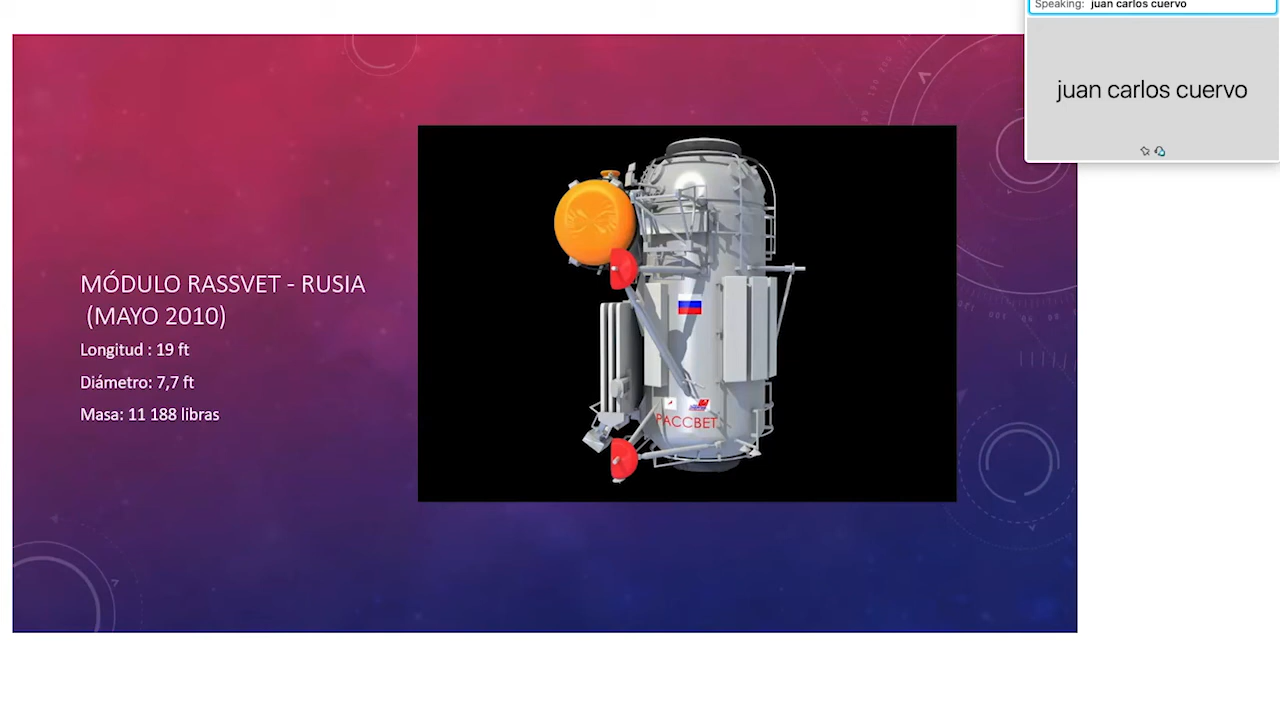 Speaking: juan carlos cuervo
juan carlos cuervo
MÓDULO RASSVET - RUSIA
(MAYO 2010)
Longitud : 19 ft
Diámetro: 7,7 ft
Masa: 11 188 libras
РАССВЕТ